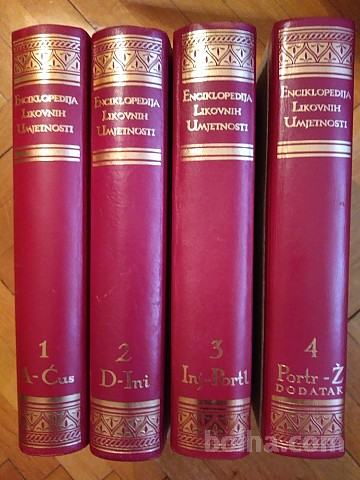 ENCIKLOPEDIJA
LIKOVNIH
UMJETNOSTI
1
A-Ćus
ENCIKLOPEDIJA
LIKOVNIH
UMJETNOSTI
2
D-Ini
ENCIKLOPEDIJA
LIKOVNIH
UMJETNOSTI
3
Inj-Portl
ENCIKLOPEDIJA
LIKOVNIH
UMJETNOSTI
4
Portr-Ž
DODATAK
bolha.com